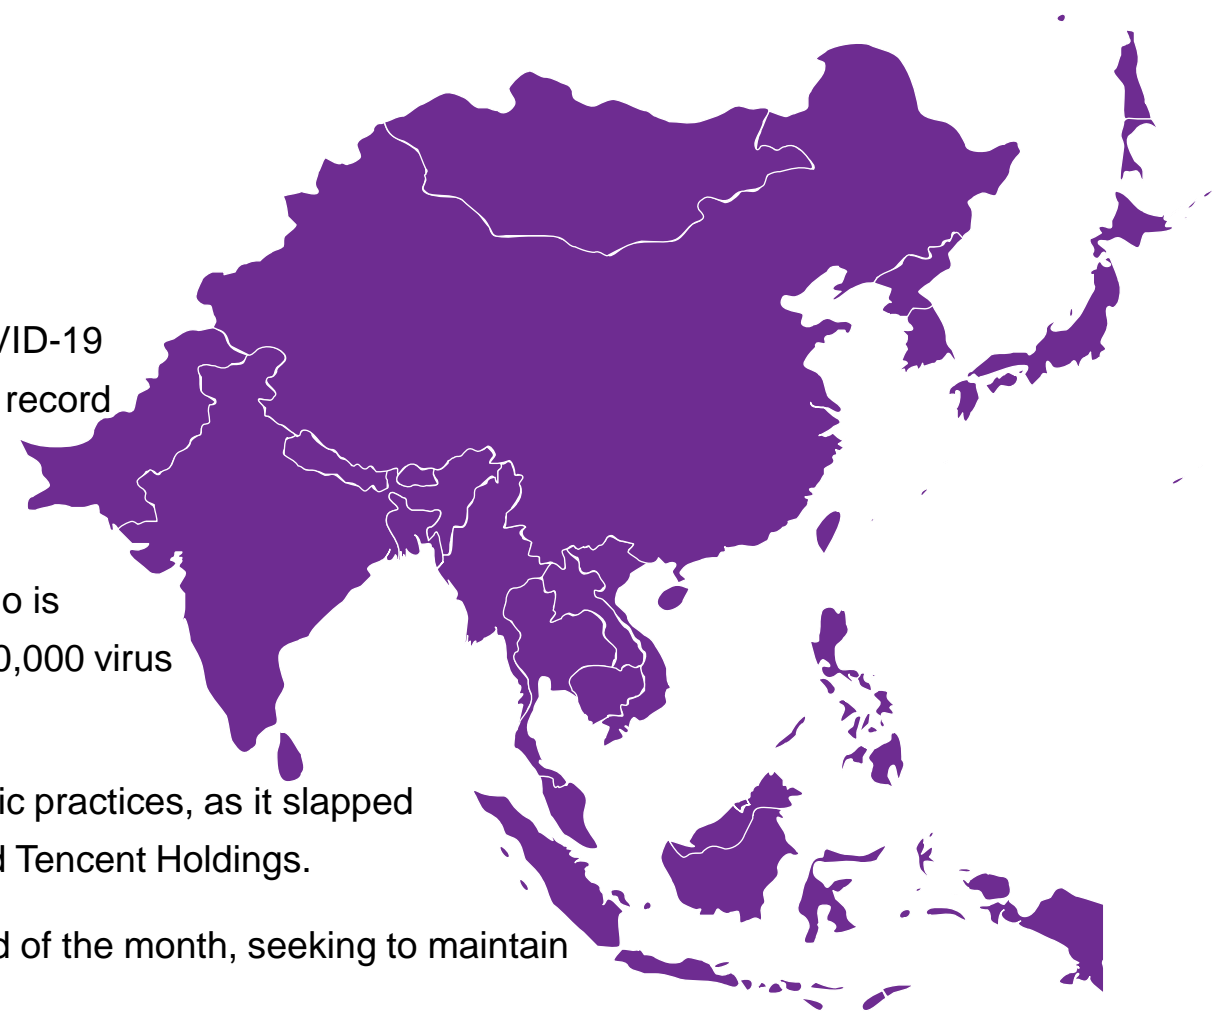 VID-19
record
o is
0,000 virus
ic practices, as it slapped
d Tencent Holdings.
d of the month, seeking to maintain